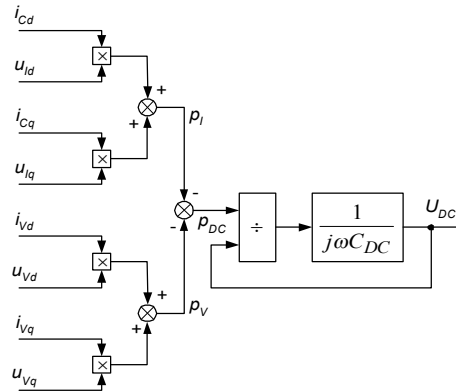 i_Cd
×
u_Id
+
+
p_I
i_Cq
×
u_Iq
-
-
p_DC
÷
1
jωC_DC
U_DC
i_Vd
×
u_Vd
+
+
p_V
i_Vq
×
u_Vq